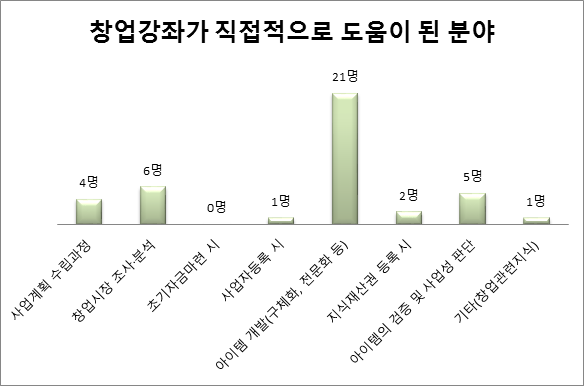 창업강좌가 직접적으로 도움이 된 분야
4명
6명
0명
1명
21명
2명
5명
1명
사업계획 수립과정
창업시장 조사·분석
초기자금마련 시
사업자등록 시
아이템 개발(구체화, 전문화 등)
지식재산권 등록 시
아이템의 검증 및 사업성 판단
기타(창업관련지식)